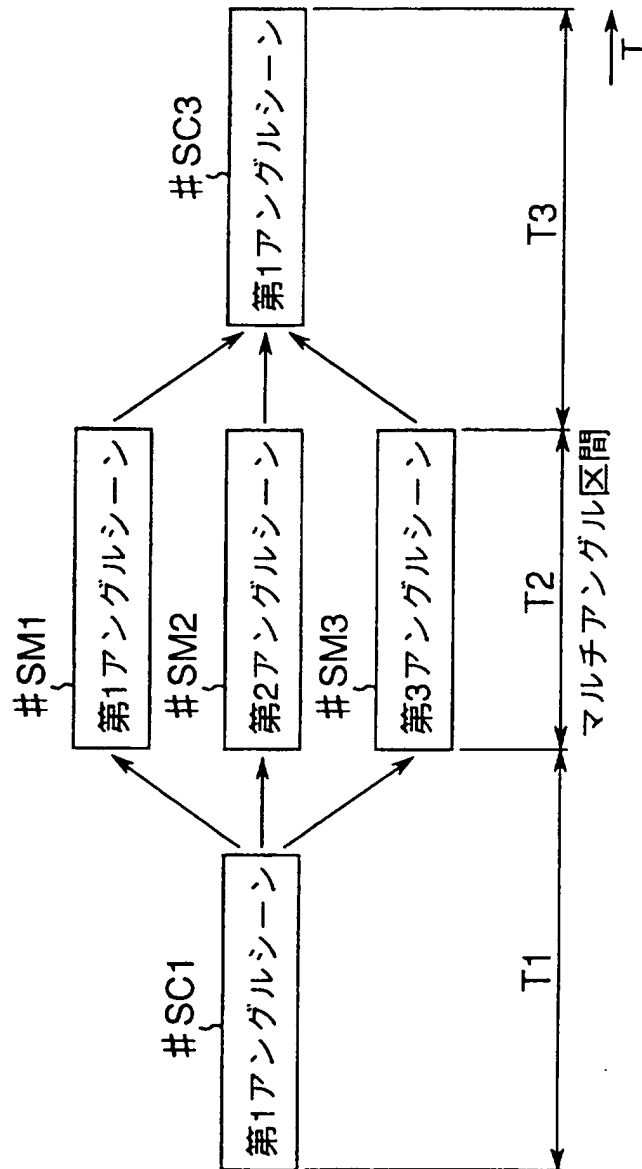 #SC1
第1アングルシーン
#SM1
第1アングルシーン
#SM2
第2アングルシーン
#SM3
第3アングルシーン
#SC3
第1アングルシーン
T1
T2
T3
マルチアングル区間
T